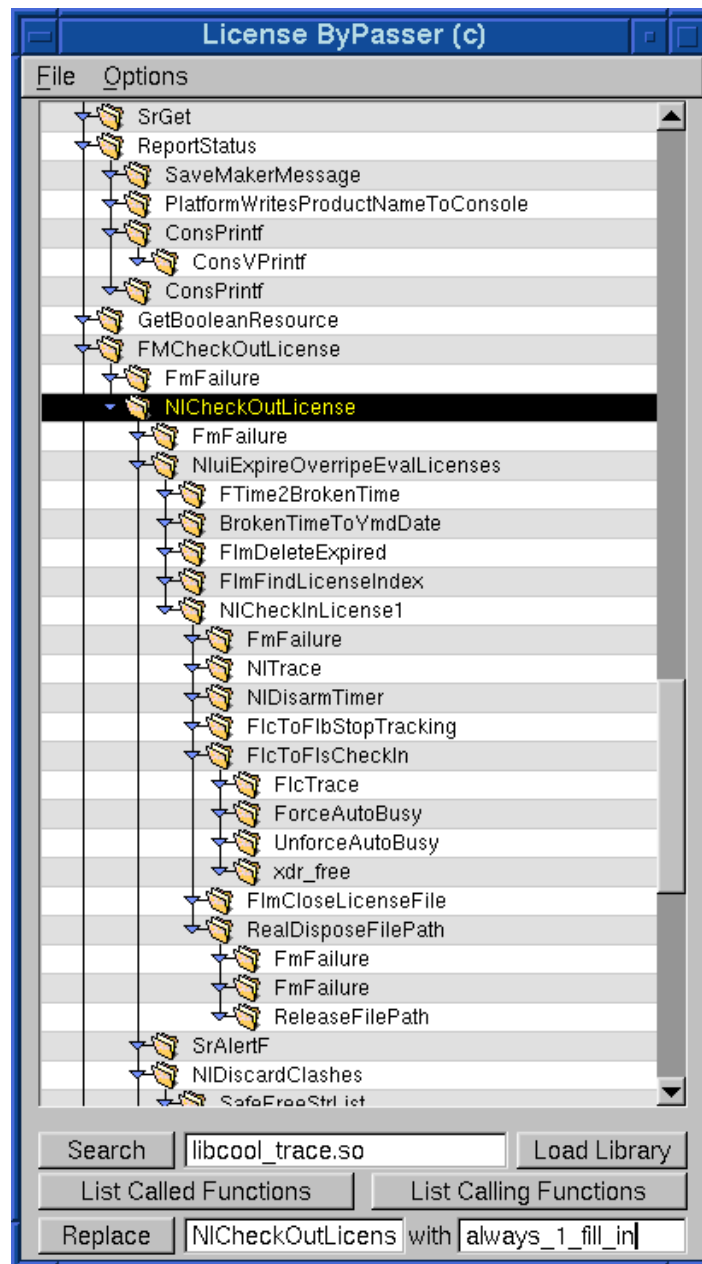 License ByPasser (c)
File Options
SrGet
ReportStatus
SaveMakerMessage
PlatformWritesProductNameToConsole
ConsPrintf
ConsVPrintf
ConsPrintf
GetBooleanResource
FMCheckOutLicense
FmFailure
NlCheckOutLicense
FmFailure
NluiExpireOverripeEvalLicenses
FTime2BrokenTime
BrokenTimeToYmdDate
FlmDeleteExpired
FlmFindLicenseIndex
NlCheckInLicense1
FmFailure
NlTrace
NlDisarmTimer
FlcToFlbStopTracking
FlcToFlsCheckIn
FlcTrace
ForceAutoBusy
UnforceAutoBusy
xdr_free
FlmCloseLicenseFile
RealDisposeFilePath
FmFailure
FmFailure
ReleaseFilePath
SrAlertF
NlDiscardClashes
SafeFreeStrList
Search libcool_trace.so Load Library
List Called Functions List Calling Functions
Replace NlCheckOutLicens with always_1_fill_in